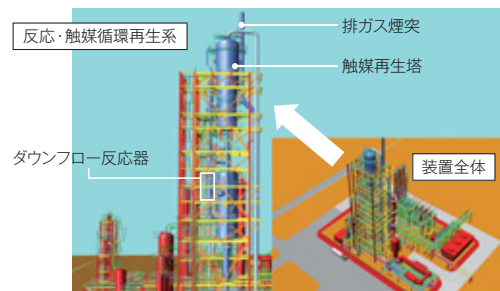 反応・触媒循環再生系
排ガス煙突
触媒再生塔
ダウンフロー反応器
装置全体